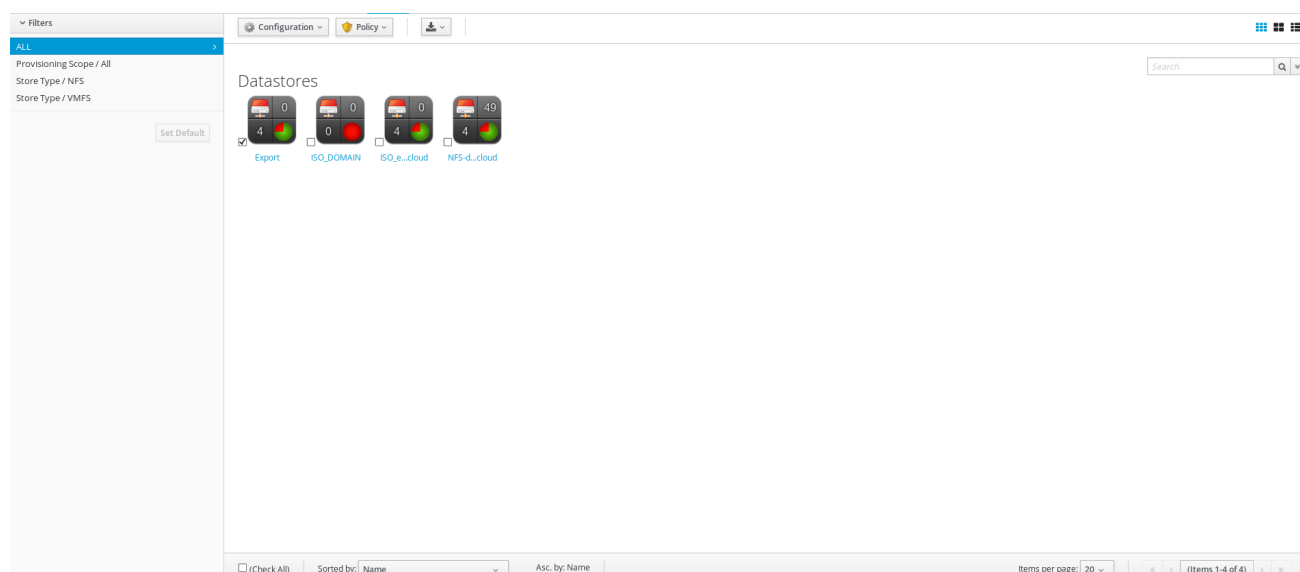 Filters
Configuration
Policy
ALL
Provisioning Scope / All
Store Type / NFS
Store Type / VMFS
Set Default
Search
Datastores
0
4
Export
0
0
ISO_DOMAIN
0
4
ISO_e...cloud
49
4
NFS-d...cloud
(Check All)
Sorted by: Name
Asc. by: Name
Items per page: 20
(Items 1-4 of 4)